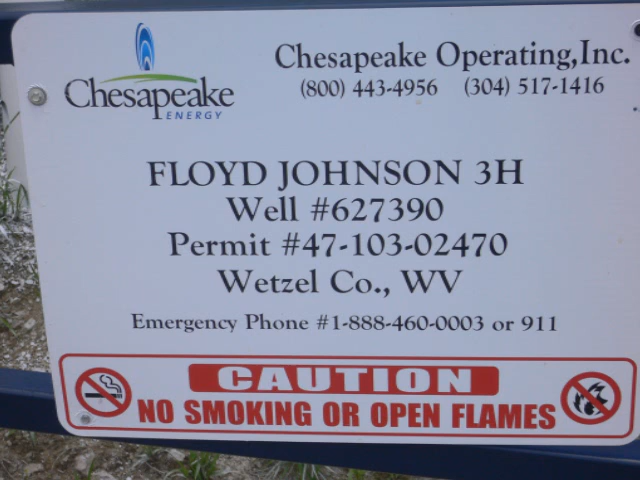 Chesapeake
ENERGY
Chesapeake Operating,Inc.
(800) 443-4956 (304) 517-1416
FLOYD JOHNSON 3H
Well #627390
Permit #47-103-02470
Wetzel Co., WV
Emergency Phone #1-888-460-0003 or 911
CAUTION
NO SMOKING OR OPEN FLAMES